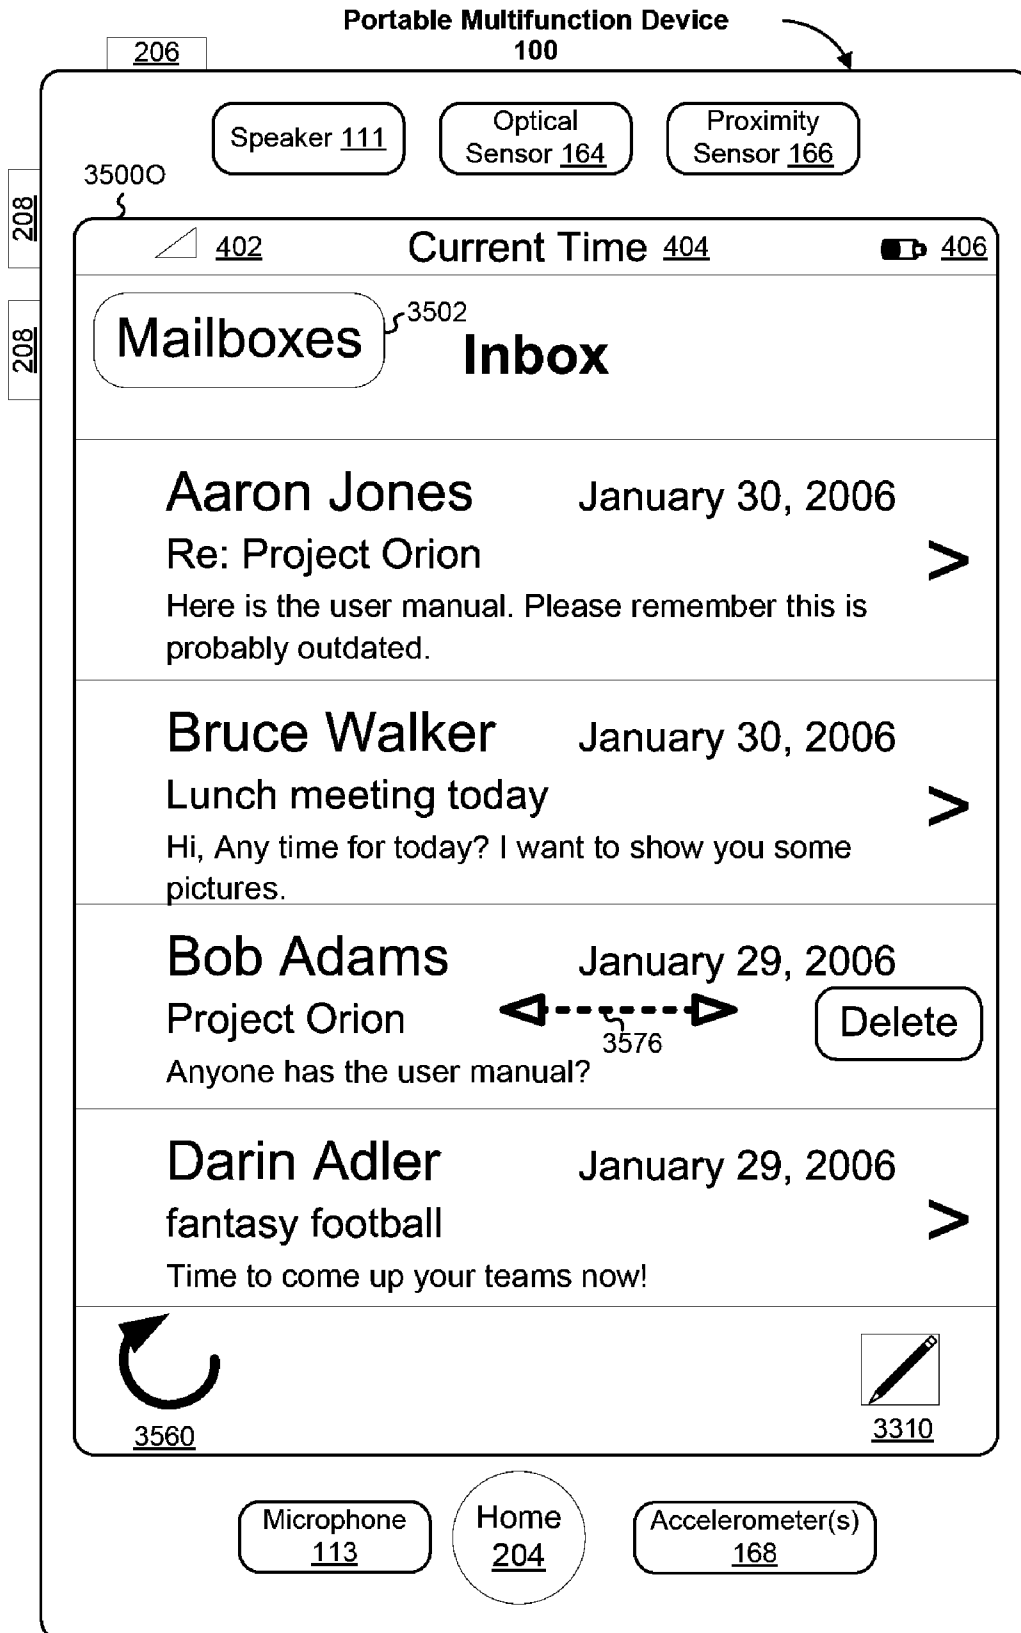 Portable Multifunction Device
100
206
Speaker 111
Optical
Sensor 164
Proximity
Sensor 166
3500O
208
208
402
Current Time 404
406
Mailboxes
3502
Inbox
Aaron Jones January 30, 2006
Re: Project Orion
>
Here is the user manual. Please remember this is
probably outdated.
Bruce Walker January 30, 2006
Lunch meeting today
>
Hi, Any time for today? I want to show you some
pictures.
Bob Adams January 29, 2006
Project Orion
3576
Delete
Anyone has the user manual?
Darin Adler January 29, 2006
fantasy football
>
Time to come up your teams now!
3560
3310
Microphone
113
Home
204
Accelerometer(s)
168